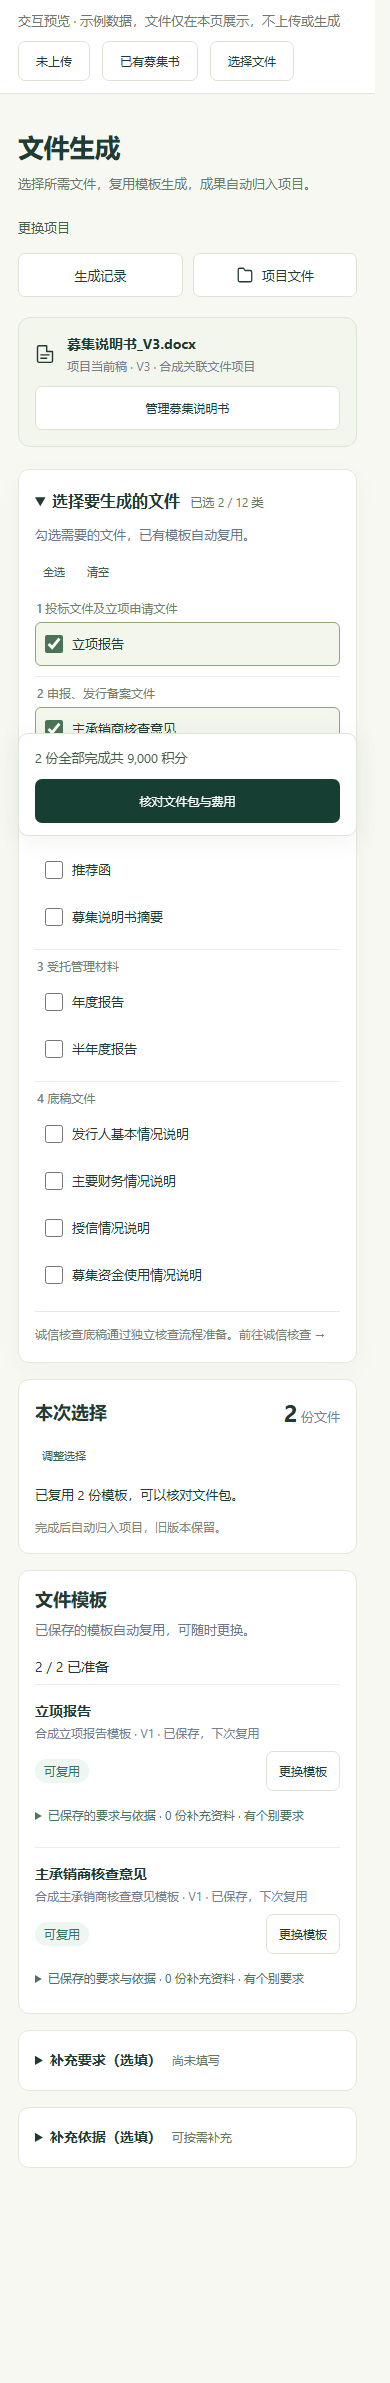 交互预览 · 示例数据，文件仅在本页展示，不上传或生成
未上传
已有募集书
选择文件
文件生成
选择所需文件，复用模板生成，成果自动归入项目。
更换项目
生成记录
项目文件
募集说明书_V3.docx
项目当前稿 · V3 · 合成关联文件项目
管理募集说明书
▼ 选择要生成的文件 已选 2 / 12 类
勾选需要的文件，已有模板自动复用。
全选 清空
1 投标文件及立项申请文件
立项报告
2 申报、发行备案文件
主承销商核查意见
2 份全部完成共 9,000 积分
核对文件包与费用
推荐函
募集说明书摘要
3 受托管理材料
年度报告
半年度报告
4 底稿文件
发行人基本情况说明
主要财务情况说明
授信情况说明
募集资金使用情况说明
诚信核查底稿通过独立核查流程准备。前往诚信核查 →
本次选择
2 份文件
调整选择
已复用 2 份模板，可以核对文件包。
完成后自动归入项目，旧版本保留。
文件模板
已保存的模板自动复用，可随时更换。
2 / 2 已准备
立项报告
合成立项报告模板 · V1 · 已保存，下次复用
可复用
更换模板
▶ 已保存的要求与依据 · 0 份补充资料 · 有个别要求
主承销商核查意见
合成主承销商核查意见模板 · V1 · 已保存，下次复用
可复用
更换模板
▶ 已保存的要求与依据 · 0 份补充资料 · 有个别要求
▶ 补充要求（选填） 尚未填写
▶ 补充依据（选填） 可按需补充